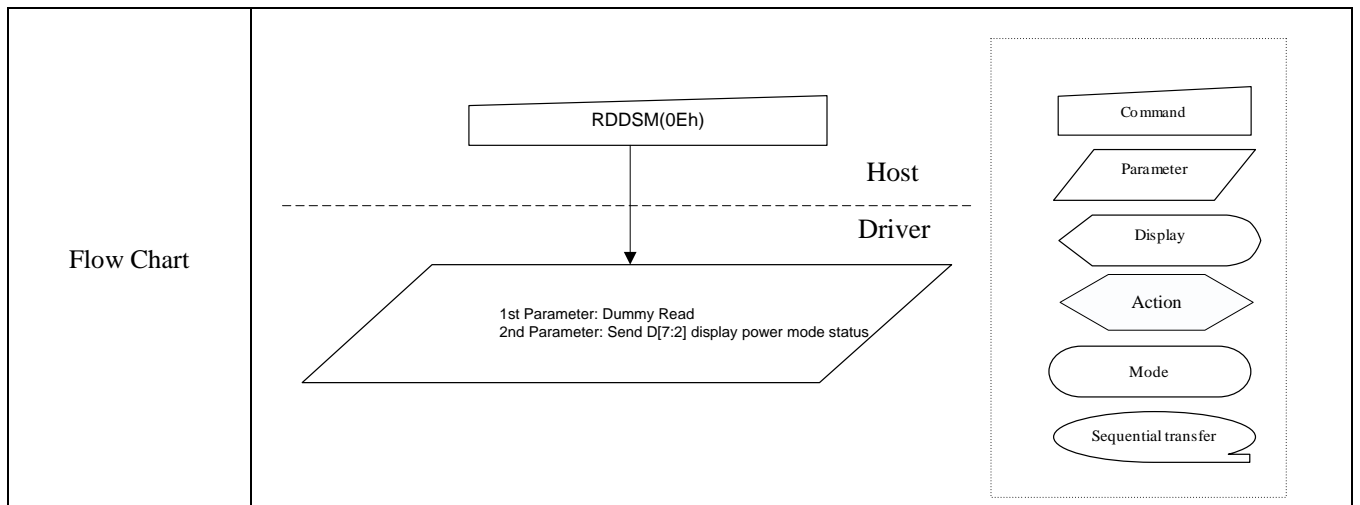 Flow Chart
RDDSM(0Eh)
Host
Driver
1st Parameter: Dummy Read
2nd Parameter: Send D[7:2] display power mode status
Command
Parameter
Display
Action
Mode
Sequential transfer